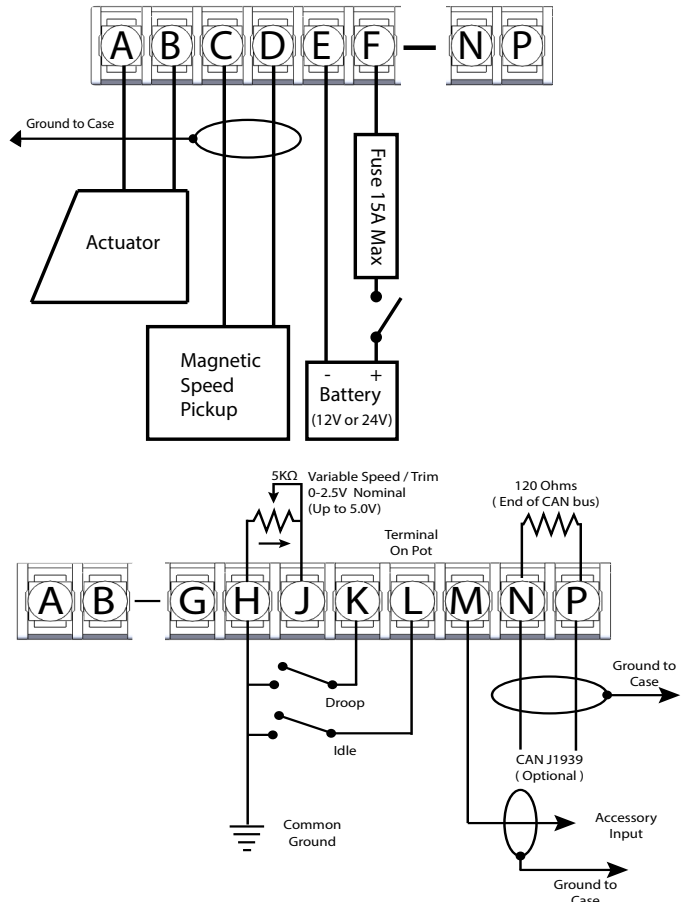 A B C D E F — N P
Ground to Case
Actuator
Fuse 15A Max
Magnetic
Speed
Pickup
- +
Battery
(12V or 24V)
5KΩ Variable Speed / Trim
0-2.5V Nominal
(Up to 5.0V)
120 Ohms
( End of CAN bus)
Terminal
On Pot
A B — G H J K L M N P
Ground to
Case
Droop
Idle
CAN J1939
( Optional )
Common
Ground
Accessory
Input
Ground to
Case